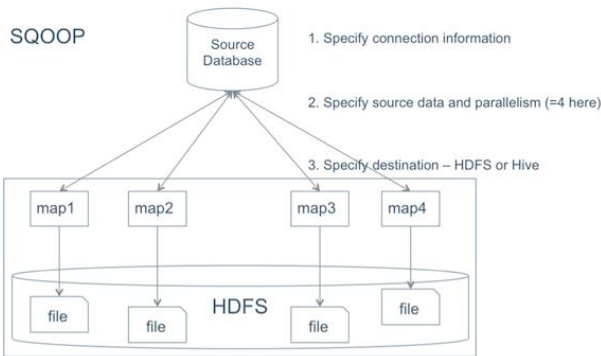 SQOOP
Source
Database
1. Specify connection information
2. Specify source data and parallelism (=4 here)
3. Specify destination – HDFS or Hive
map1
map2
map3
map4
HDFS
file
file
file
file